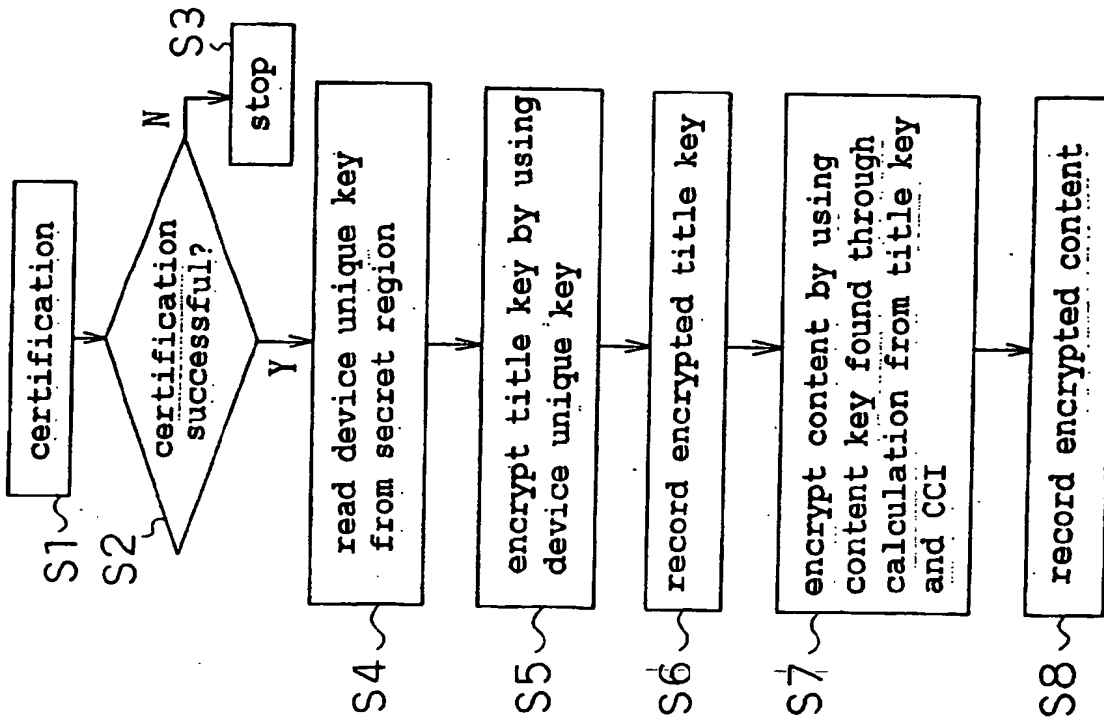 S1
certification
S2
certification
successful?
N
S3
stop
Y
S4
read device unique key
from secret region
S5
encrypt title key by using
device unique key
S6
record encrypted title key
S7
encrypt content by using
content key found through
calculation from title key
and CCI
S8
record encrypted content